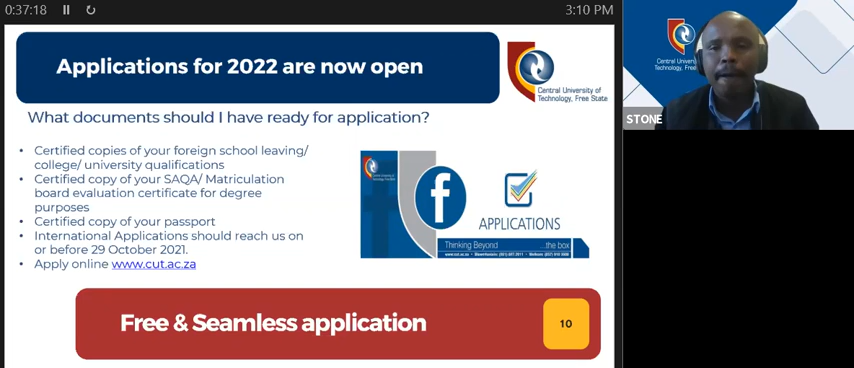 0:37:18
3:10 PM
Applications for 2022 are now open
Central University of
Technology, Free State
What documents should I have ready for application?
• Certified copies of your foreign school leaving/
college/ university qualifications
• Certified copy of your SAQA/ Matriculation
board evaluation certificate for degree
purposes
• Certified copy of your passport
• International Applications should reach us on
or before 29 October 2021.
• Apply online www.cut.ac.za
f
APPLICATIONS
Thinking Beyond ...the box
Free & Seamless application
10
Technology, Free
STONE